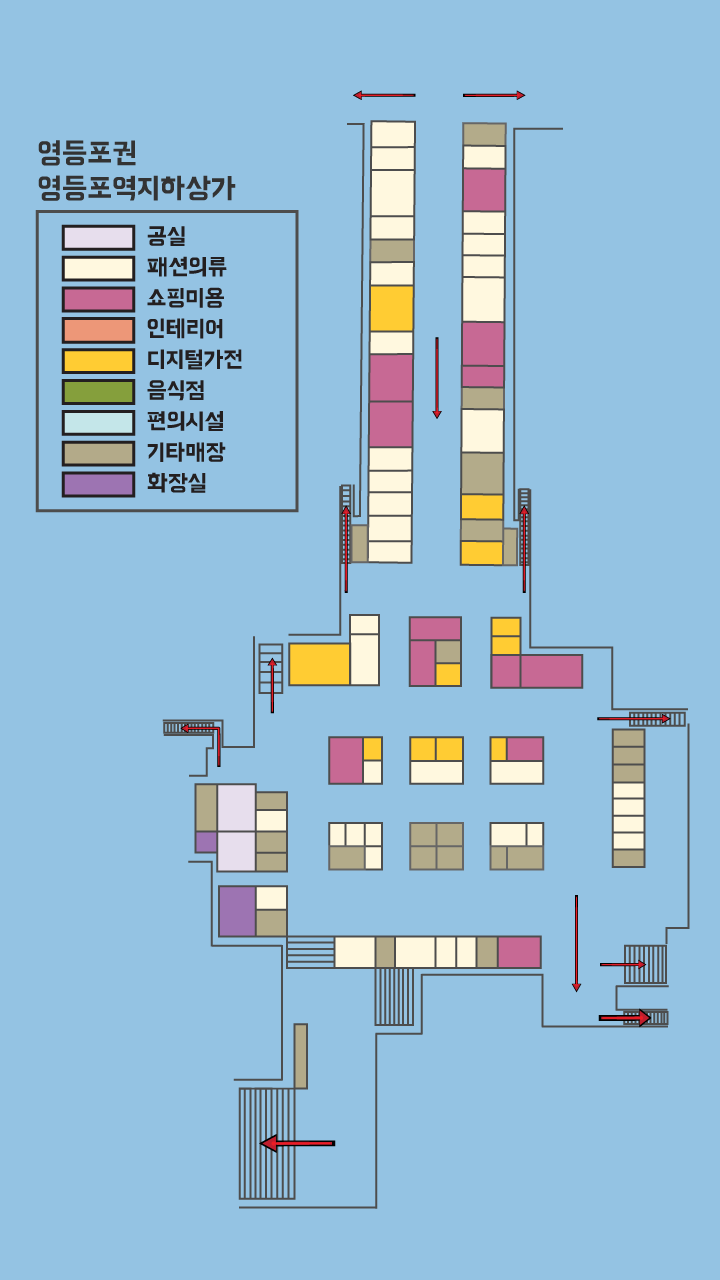 영등포권
영등포역지하상가
공실
패션의류
쇼핑미용
인테리어
디지털가전
음식점
편의시설
기타매장
화장실